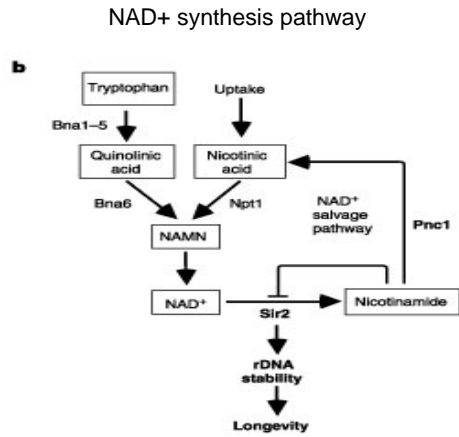 NAD+ synthesis pathway
b
Tryptophan
Uptake
Bna1–5
Quinolinic
acid
Nicotinic
acid
Bna6
Npt1
NAD+
salvage
pathway
Pnc1
NAMN
NAD+
Sir2
Nicotinamide
rDNA
stability
Longevity